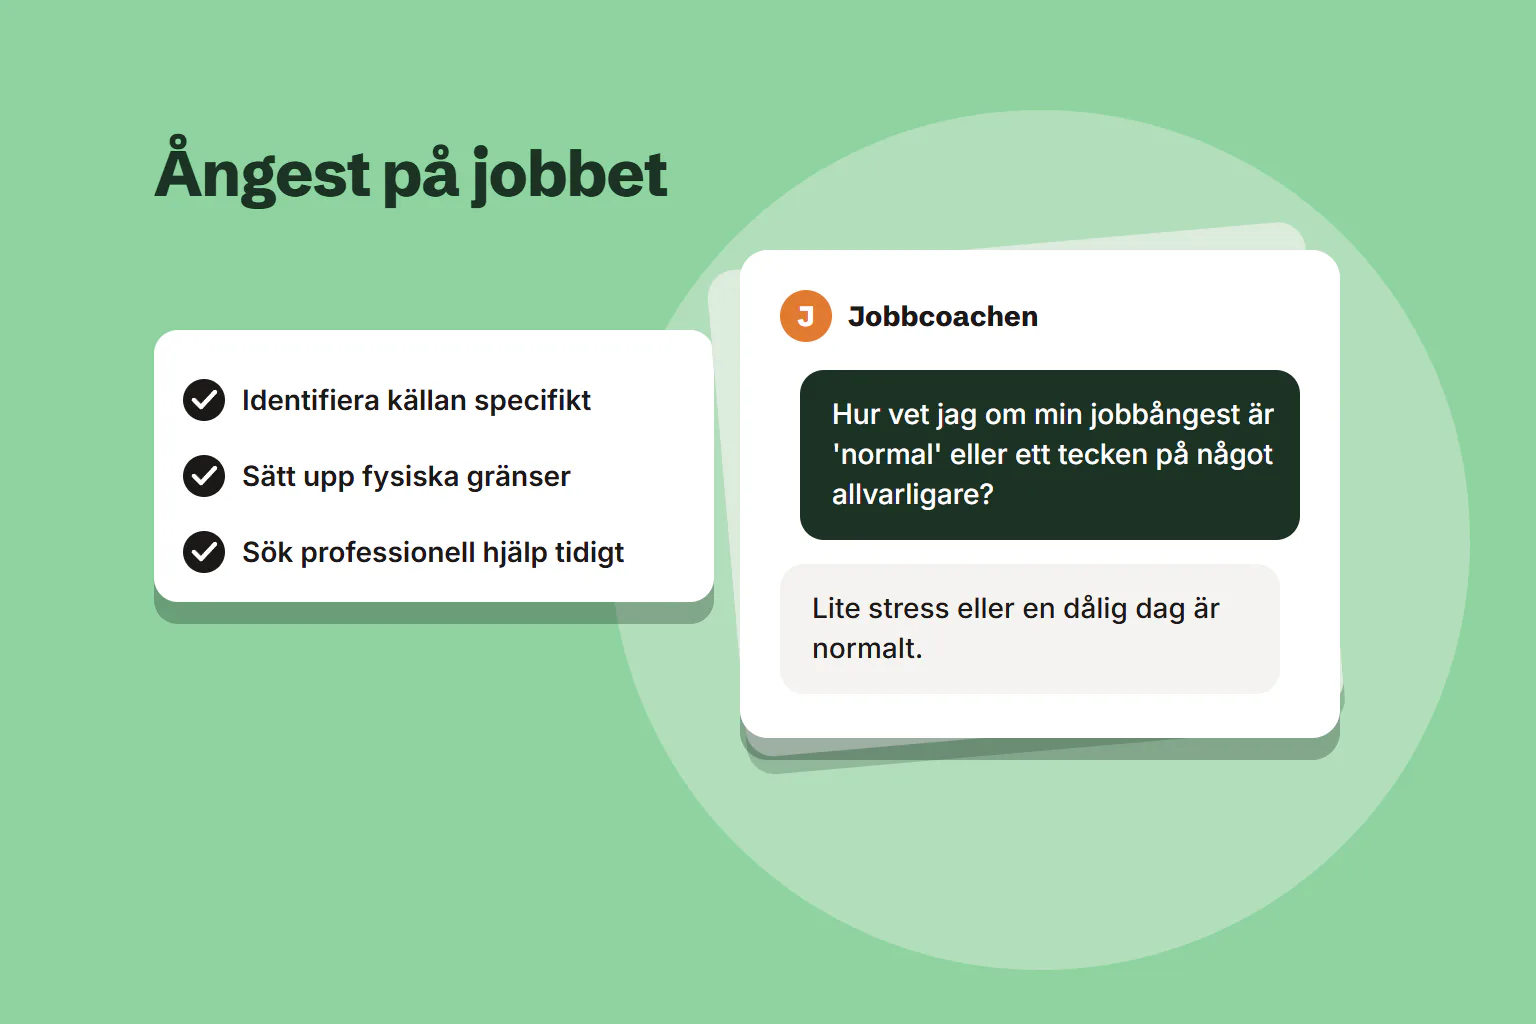 Ångest på jobbet
Identifiera källan specifikt
Sätt upp fysiska gränser
Sök professionell hjälp tidigt
J Jobbcoachen
Hur vet jag om min jobbångest är
'normal' eller ett tecken på något
allvarligare?
Lite stress eller en dålig dag är
normalt.